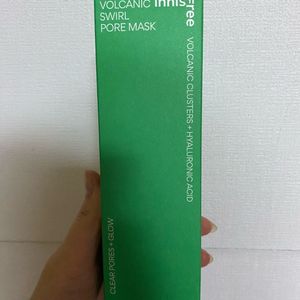 VOLCANIC
SWIRL
PORE MASK
innisfree
VOLCANIC CLUSTERS + HYALURONIC ACID
CLEAR PORES + GLOW